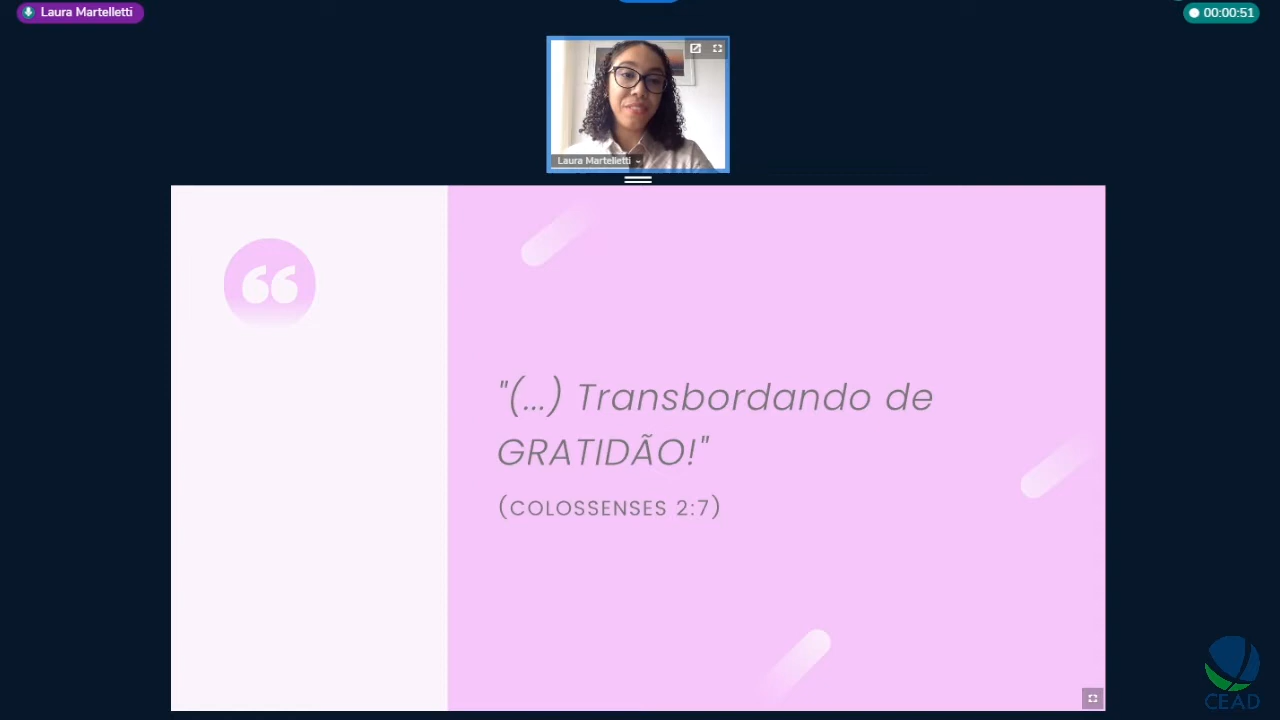 Laura Martelletti
00:00:51
Laura Martelletti
"(...) Transbordando de
GRATIDÃO!"
(COLOSSENSES 2:7)
CEAD